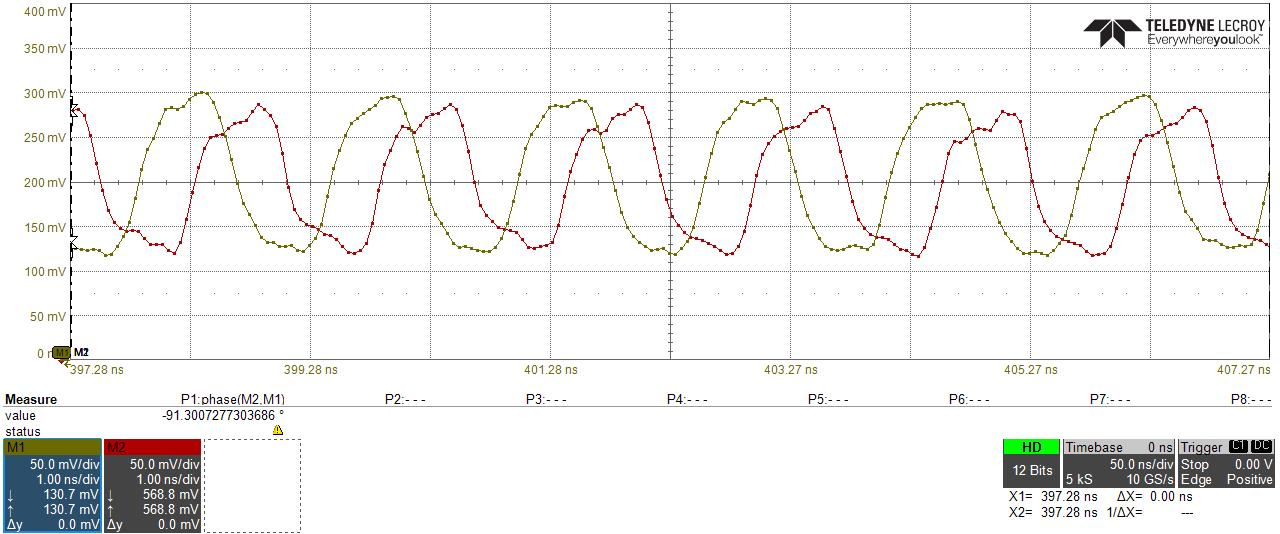 400 mV
TELEDYNE LECROY
Everywhereyoulook™
350 mV
300 mV
250 mV
200 mV
150 mV
100 mV
50 mV
0
M1 M2
397.28 ns 399.28 ns 401.28 ns 403.27 ns 405.27 ns 407.27 ns
Measure P1:phase(M2,M1) P2:- - - P3:- - - P4:- - - P5:- - - P6:- - - P7:- - - P8:- - -
value -91.3007277303686 °
status
M1 M2 HD Timebase 0 ns Trigger C1 DC
50.0 mV/div 50.0 mV/div 12 Bits 50.0 ns/div Stop 0.00 V
1.00 ns/div 1.00 ns/div 5 kS 10 GS/s Edge Positive
↓ 130.7 mV ↓ 568.8 mV X1= 397.28 ns ΔX= 0.00 ns
↑ 130.7 mV ↑ 568.8 mV X2= 397.28 ns 1/ΔX= ---
Δy 0.0 mV Δy 0.0 mV